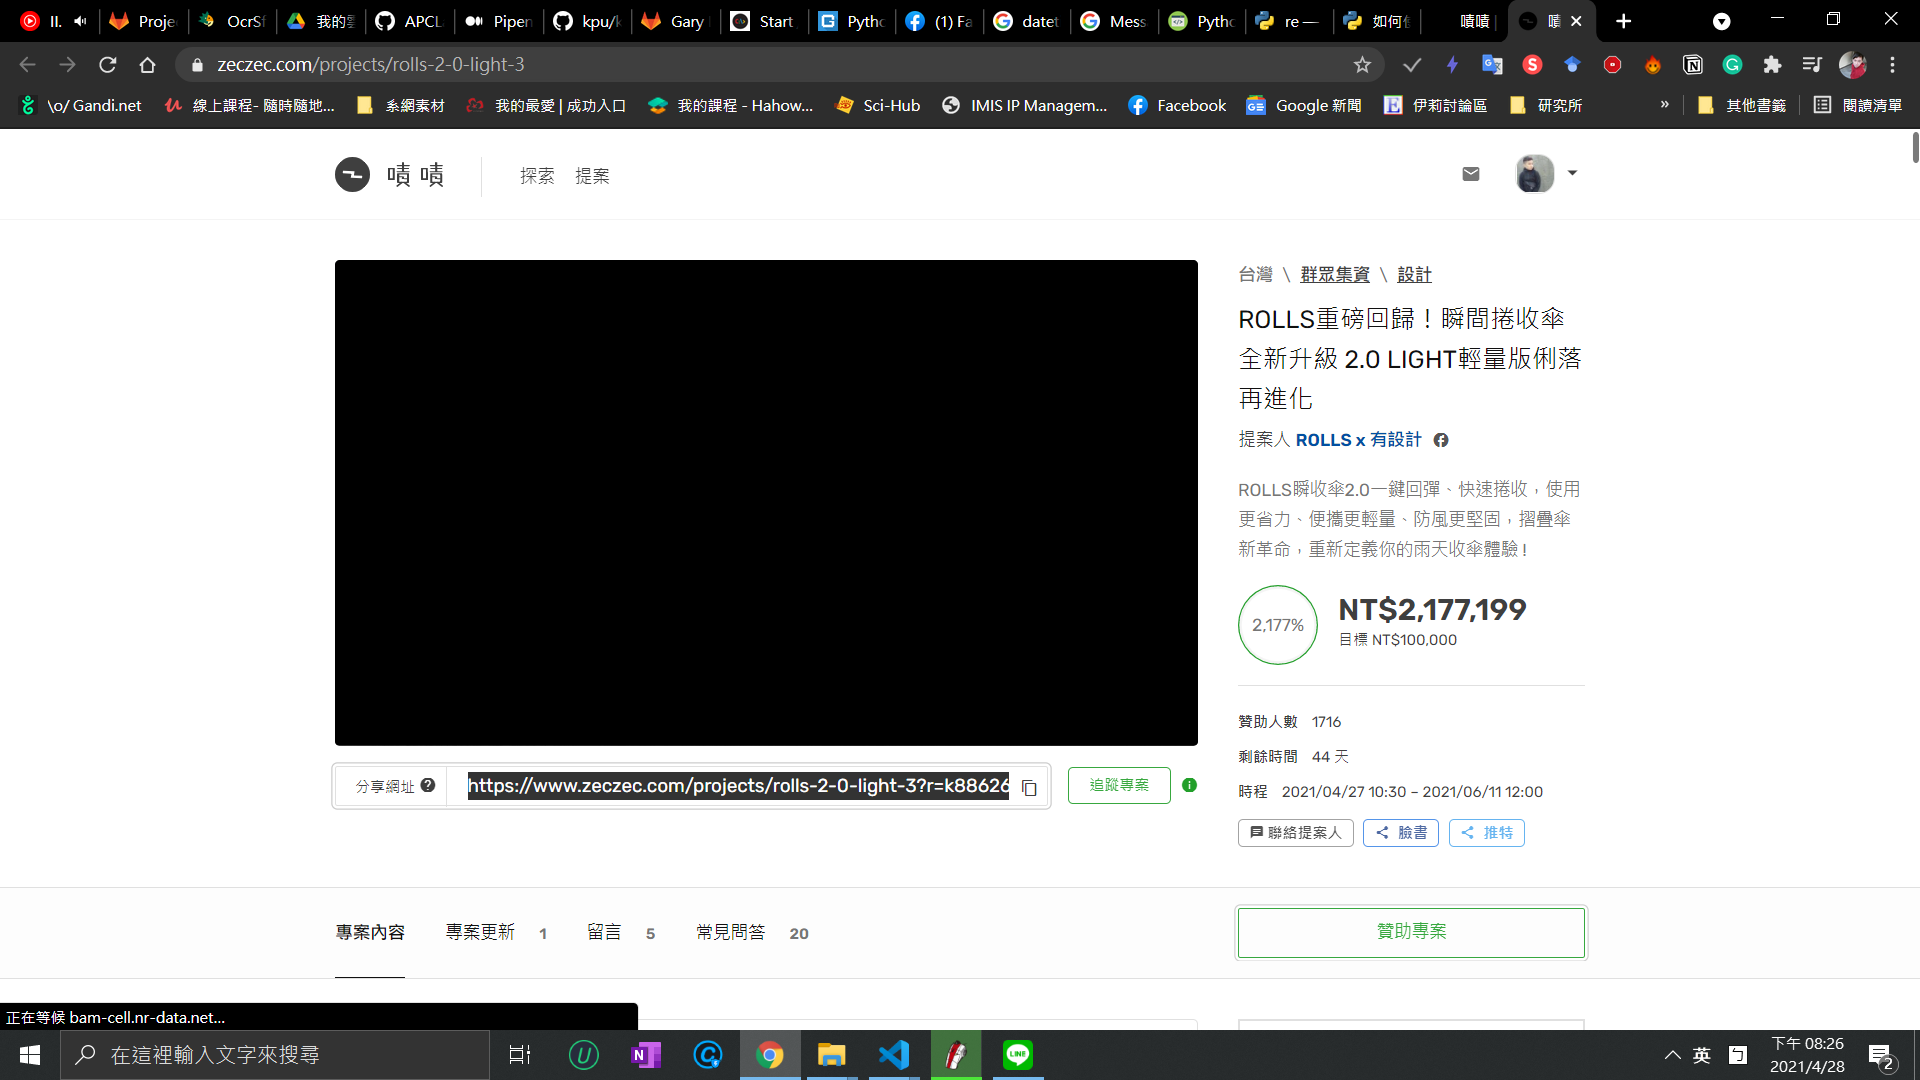 II.
Proje
OcrSf
我的雲
APCL
Pipen
kpu/k
Gary
Start
Pytho
(1) Fa
datet
Mess
Pytho
re —
如何使
嘖嘖 |
嘖
zeczec.com/projects/rolls-2-0-light-3
\o/ Gandi.net
線上課程- 隨時隨地...
系網素材
我的最愛 | 成功入口
我的課程 - Hahow...
Sci-Hub
IMIS IP Managem...
Facebook
Google 新聞
伊莉討論區
研究所
»
其他書籤
閱讀清單
嘖 嘖
探索
提案
台灣 \ 群眾集資 \ 設計
ROLLS重磅回歸！瞬間捲收傘
全新升級 2.0 LIGHT輕量版俐落
再進化
提案人 ROLLS x 有設計
ROLLS瞬收傘2.0一鍵回彈、快速捲收，使用
更省力、便攜更輕量、防風更堅固，摺疊傘
新革命，重新定義你的雨天收傘體驗 !
2,177%
NT$2,177,199
目標 NT$100,000
贊助人數 1716
剩餘時間 44 天
時程 2021/04/27 10:30 – 2021/06/11 12:00
分享網址
https://www.zeczec.com/projects/rolls-2-0-light-3?r=k88626
追蹤專案
聯絡提案人
臉書
推特
專案內容
專案更新 1
留言 5
常見問答 20
贊助專案
正在等候 bam-cell.nr-data.net...
在這裡輸入文字來搜尋
英
下午 08:26
2021/4/28
2